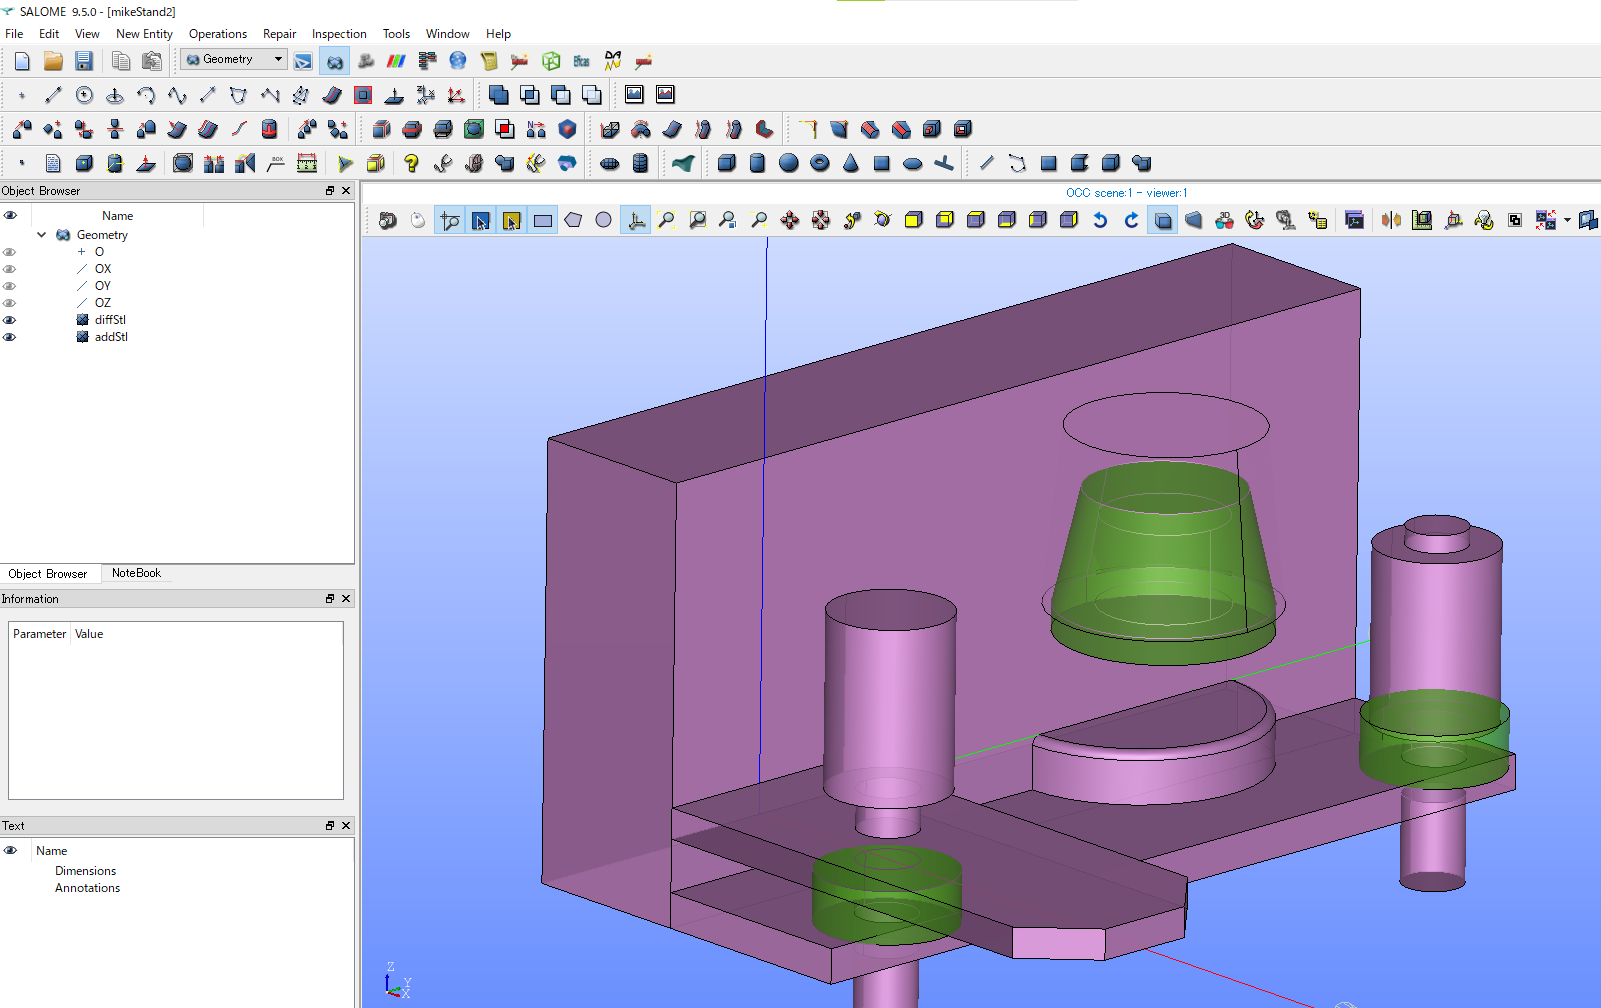 SALOME 9.5.0 - [mikeStand2]
File Edit View New Entity Operations Repair Inspection Tools Window Help
Geometry
Eficas
N
BOX
Object Browser
OCC scene:1 - viewer:1
Name
Geometry
O
OX
OY
OZ
diffStl
addStl
Object Browser NoteBook
Information
Parameter Value
Text
Name
Dimensions
Annotations
Z
Y
X